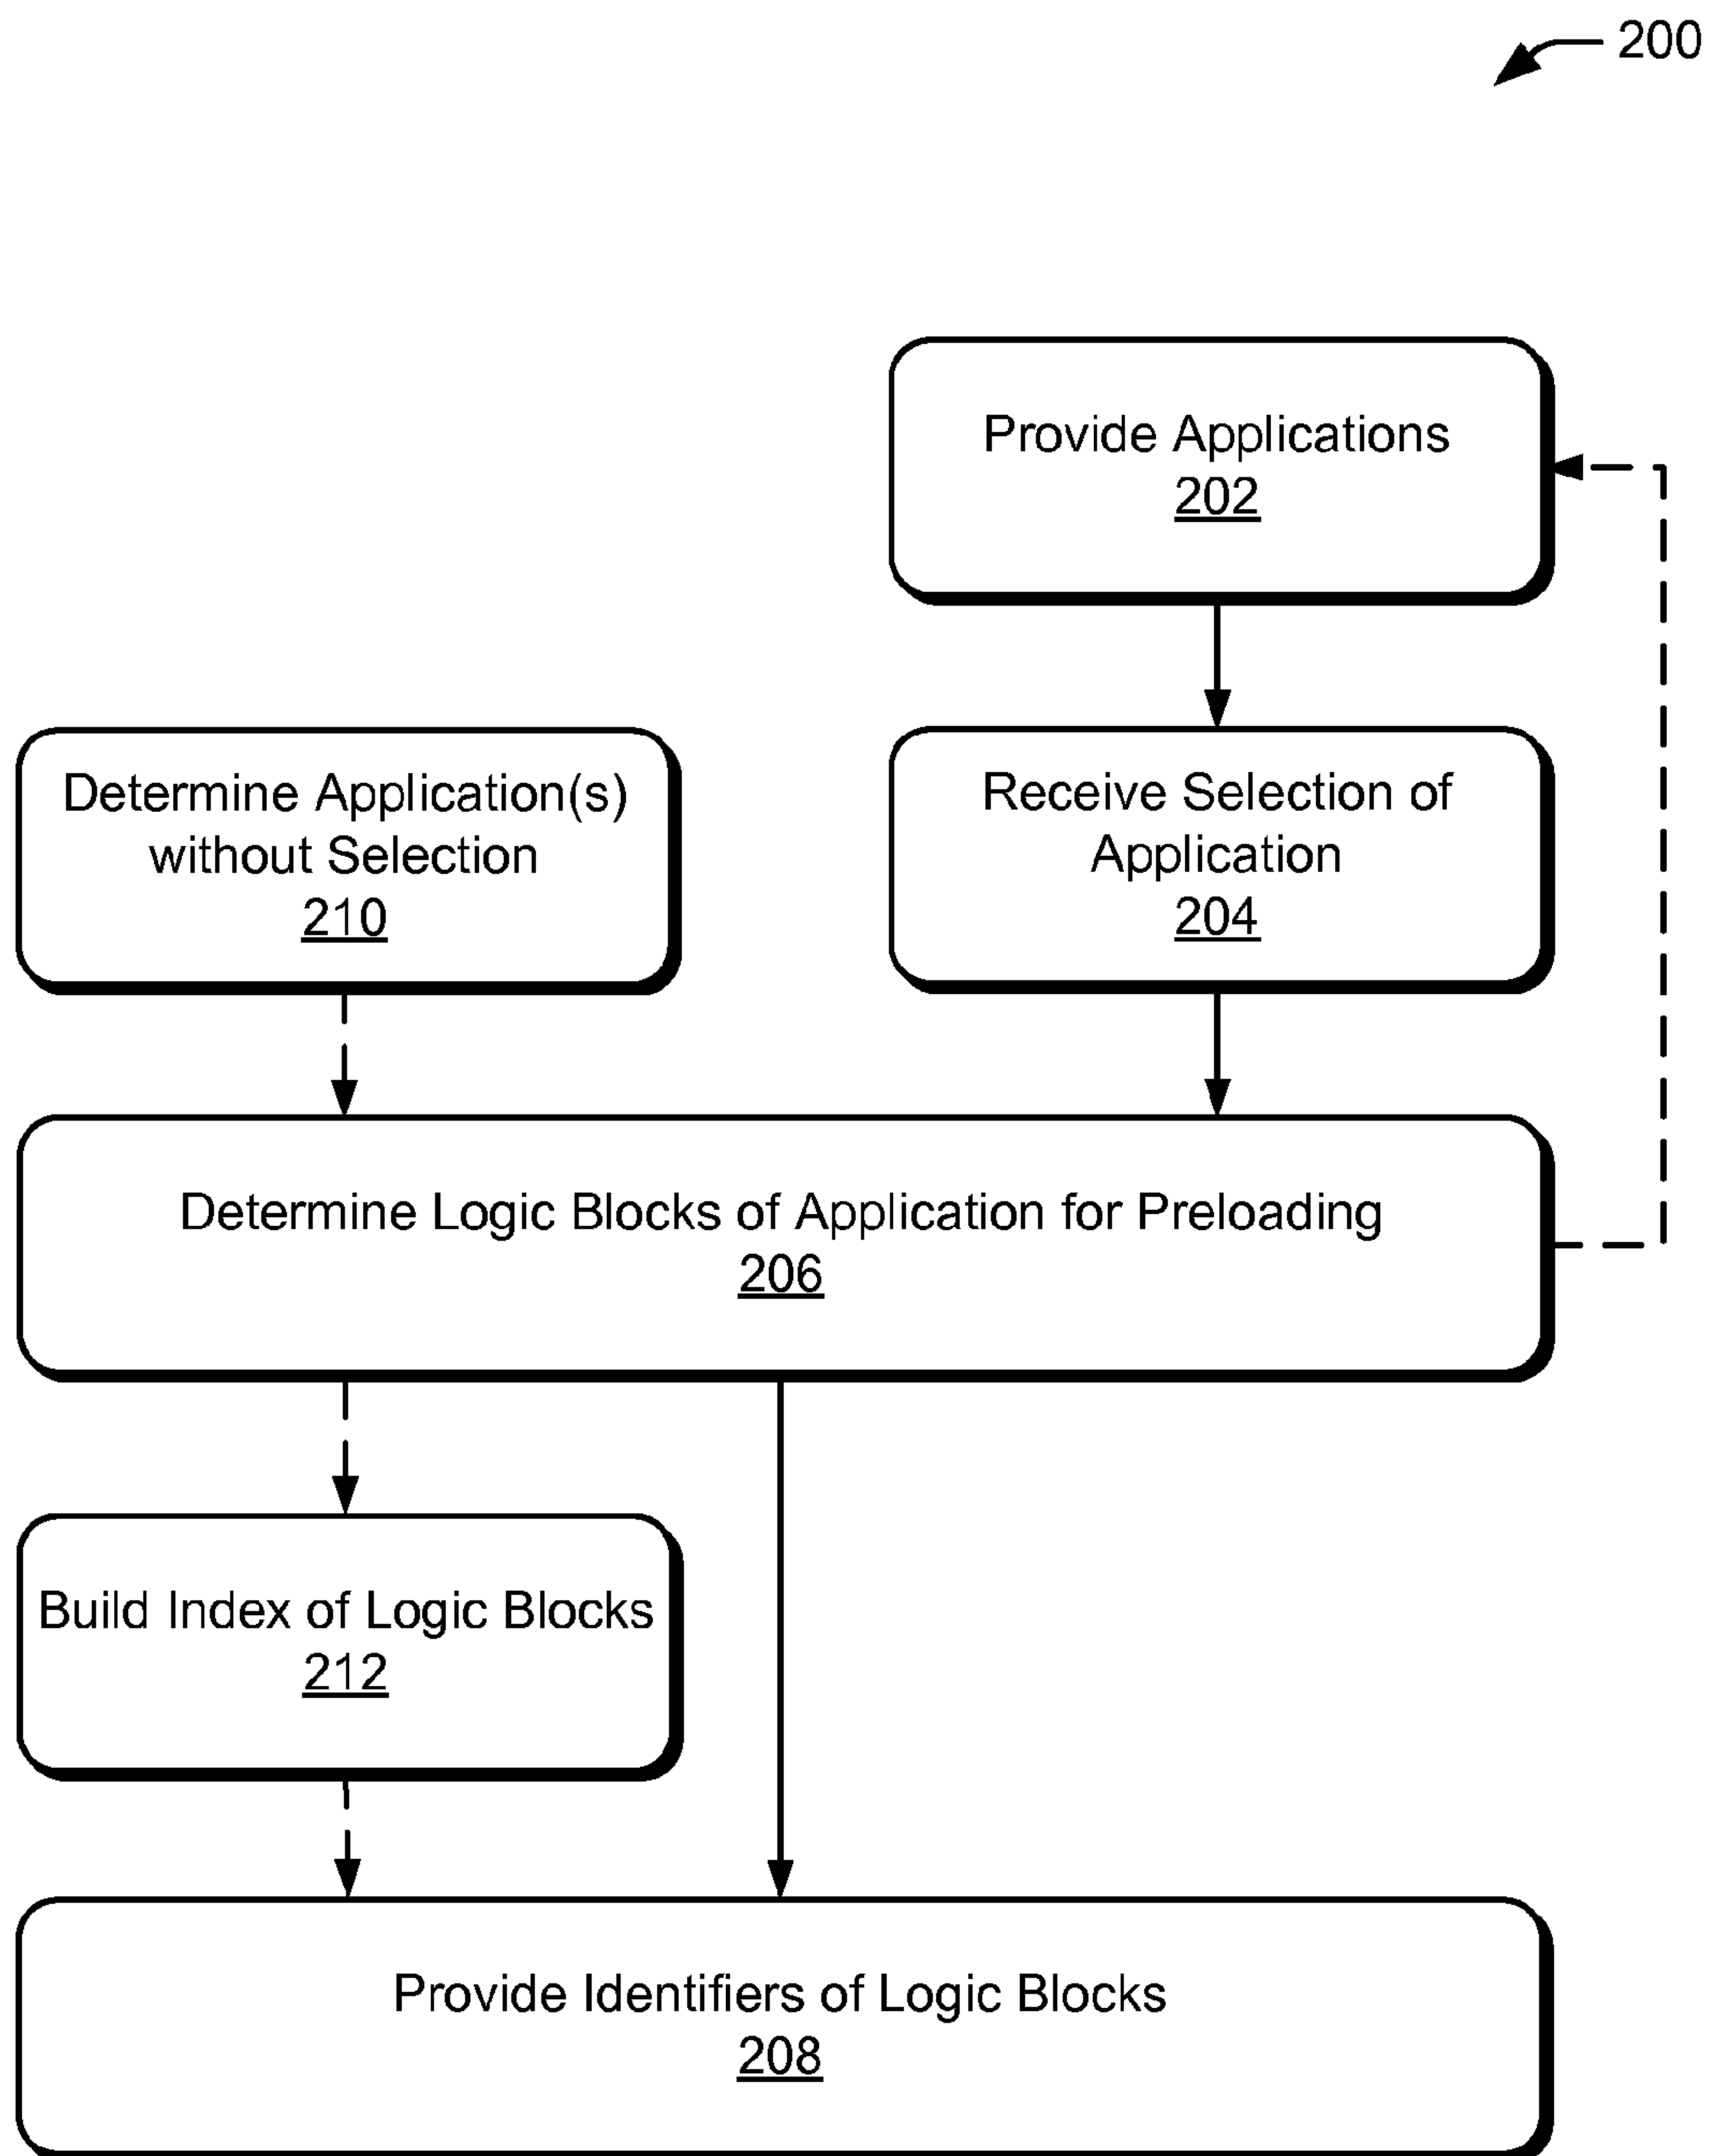 200
Provide Applications
202
Determine Application(s)
without Selection
210
Receive Selection of
Application
204
Determine Logic Blocks of Application for Preloading
206
Build Index of Logic Blocks
212
Provide Identifiers of Logic Blocks
208